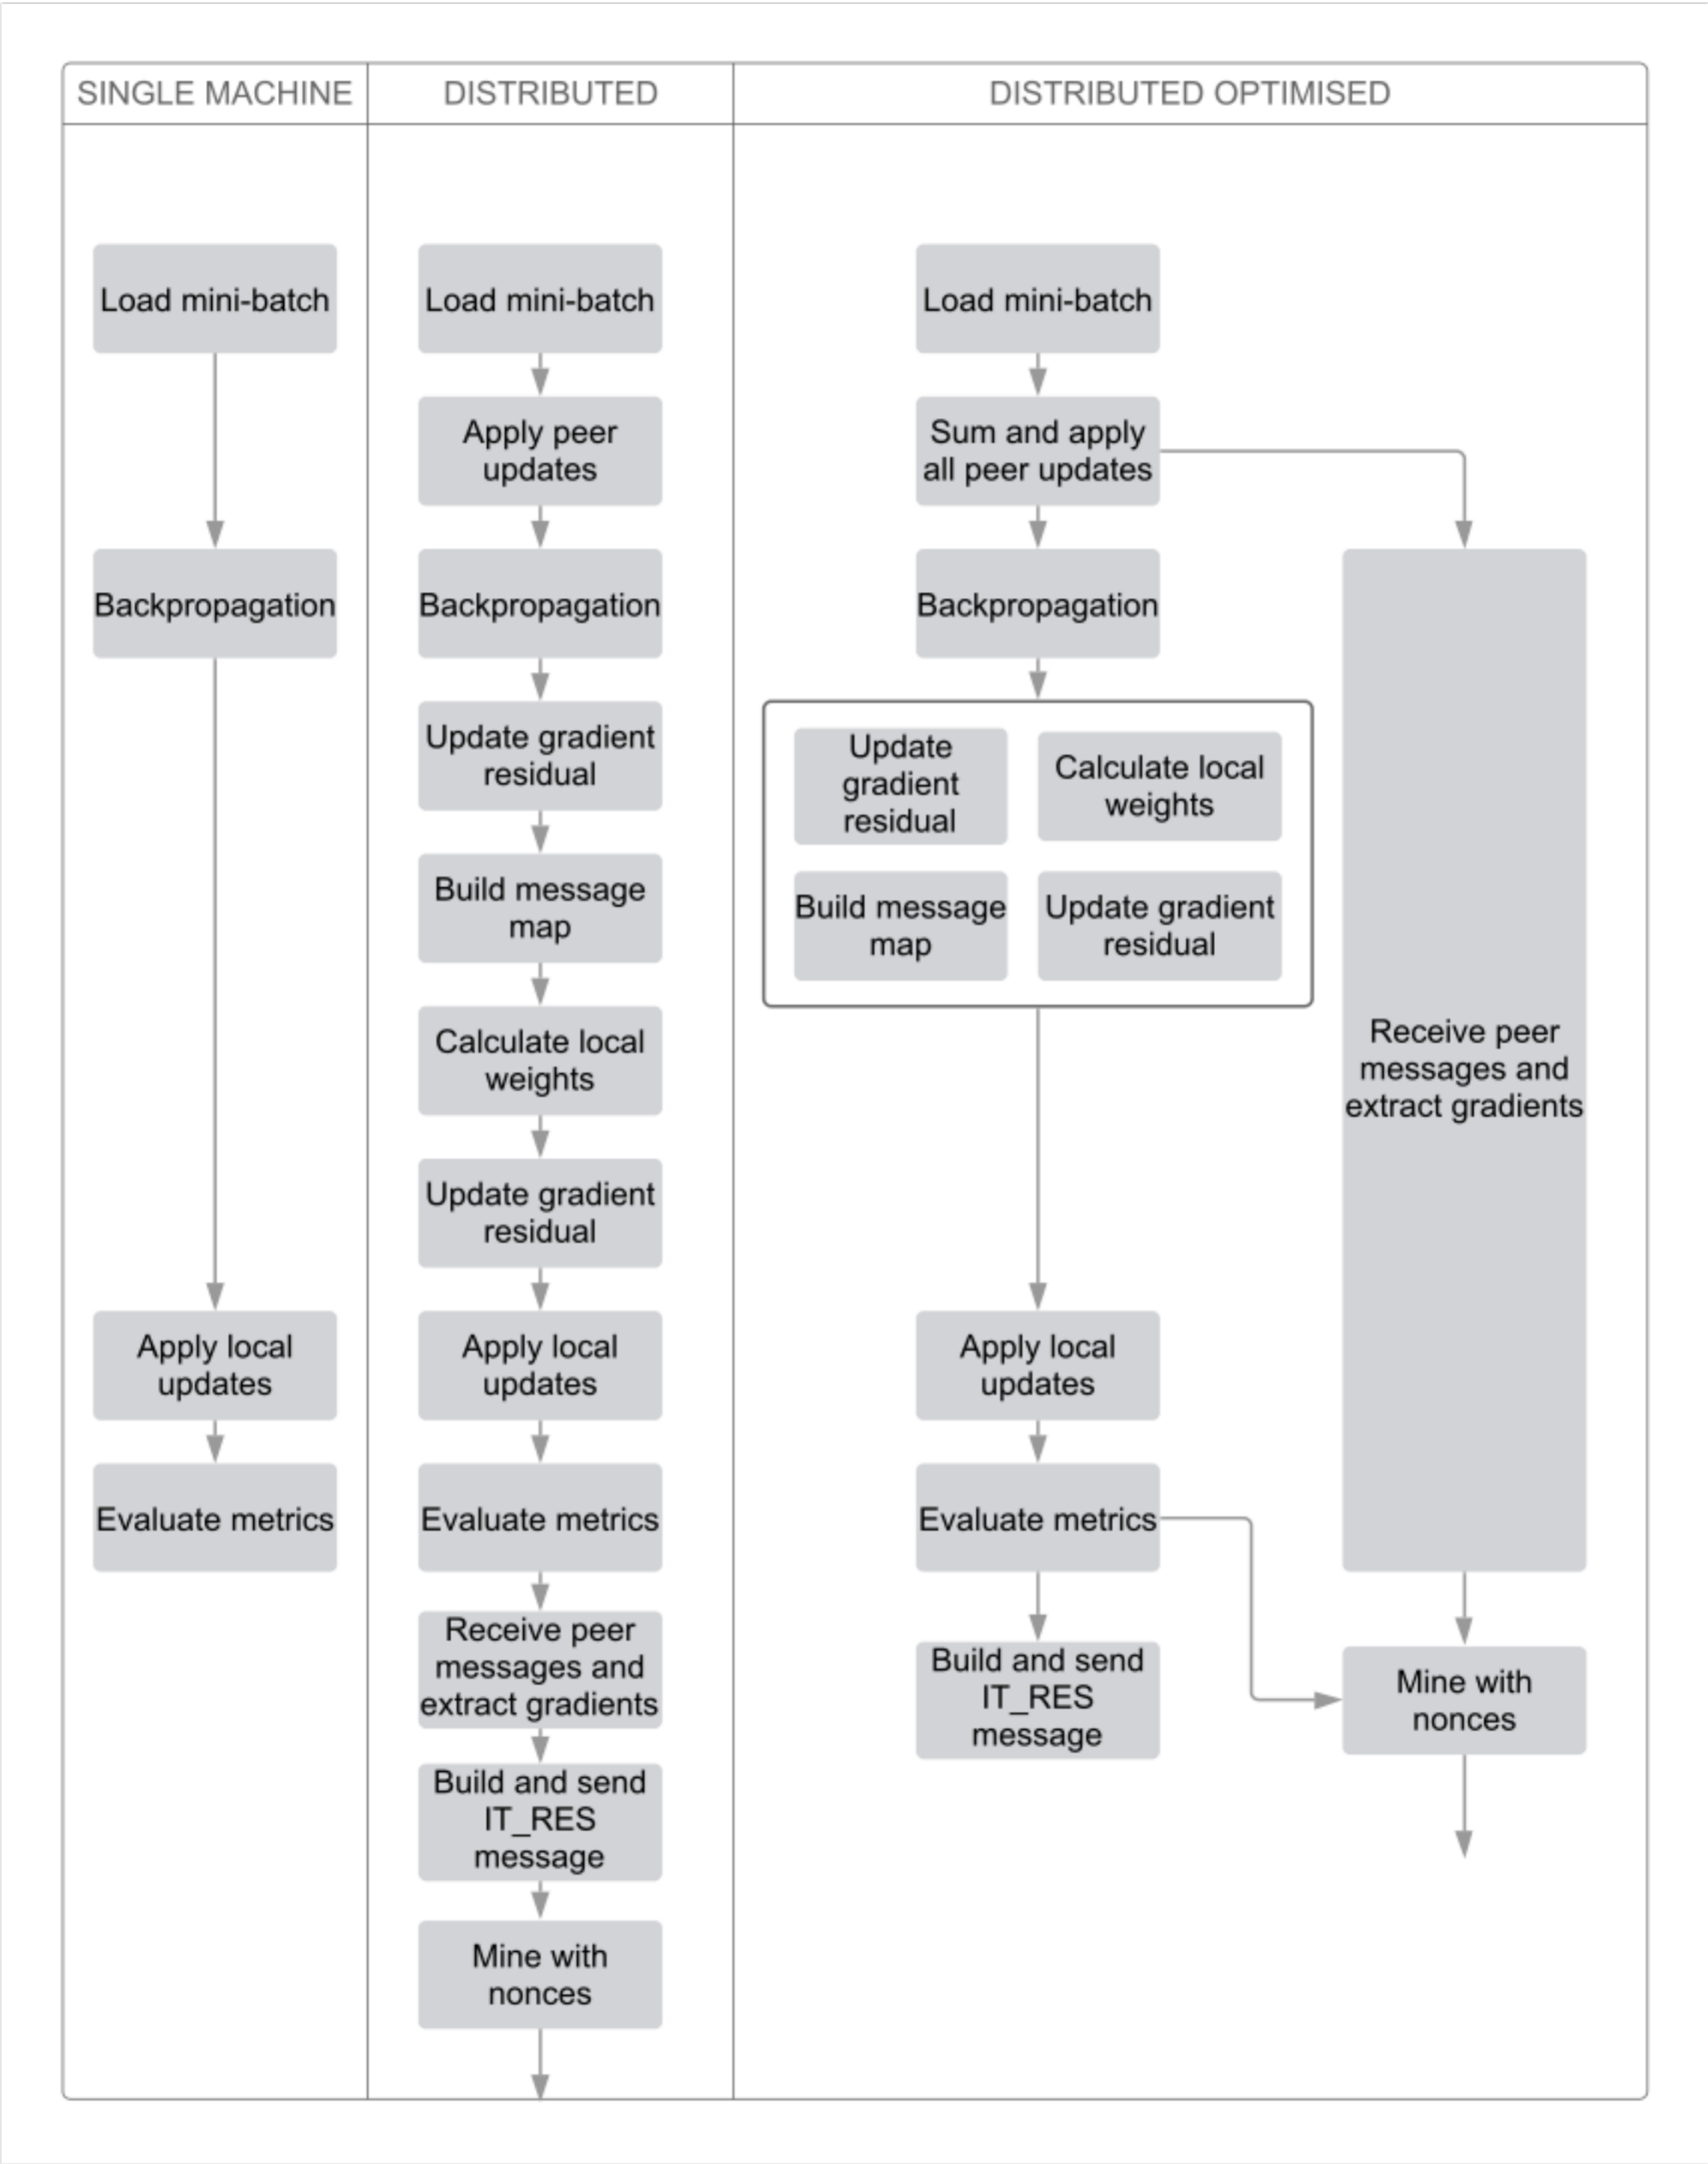 SINGLE MACHINE
DISTRIBUTED
DISTRIBUTED OPTIMISED
Load mini-batch
Backpropagation
Apply local
updates
Evaluate metrics
Load mini-batch
Apply peer
updates
Backpropagation
Update gradient
residual
Build message
map
Calculate local
weights
Update gradient
residual
Apply local
updates
Evaluate metrics
Receive peer
messages and
extract gradients
Build and send
IT_RES
message
Mine with
nonces
Load mini-batch
Sum and apply
all peer updates
Backpropagation
Update
gradient
residual
Calculate local
weights
Build message
map
Update gradient
residual
Apply local
updates
Evaluate metrics
Build and send
IT_RES
message
Receive peer
messages and
extract gradients
Mine with
nonces